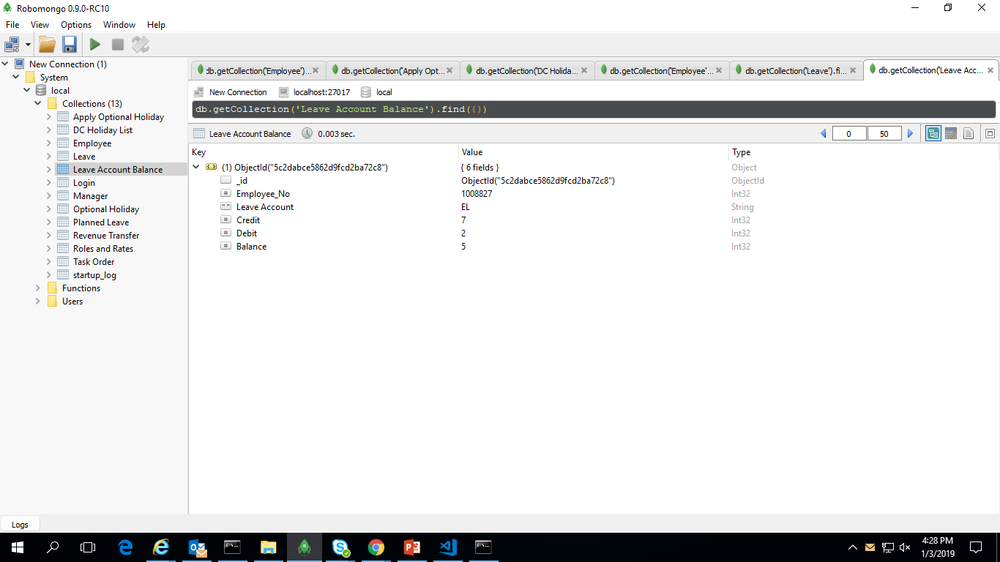 Robomongo 0.9.0-RC10
File View Options Window Help
New Connection (1)
System
local
Collections (13)
Apply Optional Holiday
DC Holiday List
Employee
Leave
Leave Account Balance
Login
Manager
Optional Holiday
Planned Leave
Revenue Transfer
Roles and Rates
Task Order
startup_log
Functions
Users
db.getCollection('Employee')... db.getCollection('Apply Opt... db.getCollection('DC Holida... db.getCollection('Employee'... db.getCollection('Leave').fi... db.getCollection('Leave Acc...
New Connection localhost:27017 local
db.getCollection('Leave Account Balance').find({})
Leave Account Balance 0.003 sec. 0 50
Key Value Type
(1) ObjectId("5c2dabce5862d9fcd2ba72c8") { 6 fields } Object
_id ObjectId("5c2dabce5862d9fcd2ba72c8") ObjectId
# Employee_No 1008827 Int32
" " Leave Account EL String
# Credit 7 Int32
# Debit 2 Int32
# Balance 5 Int32
Logs
4:28 PM
1/3/2019